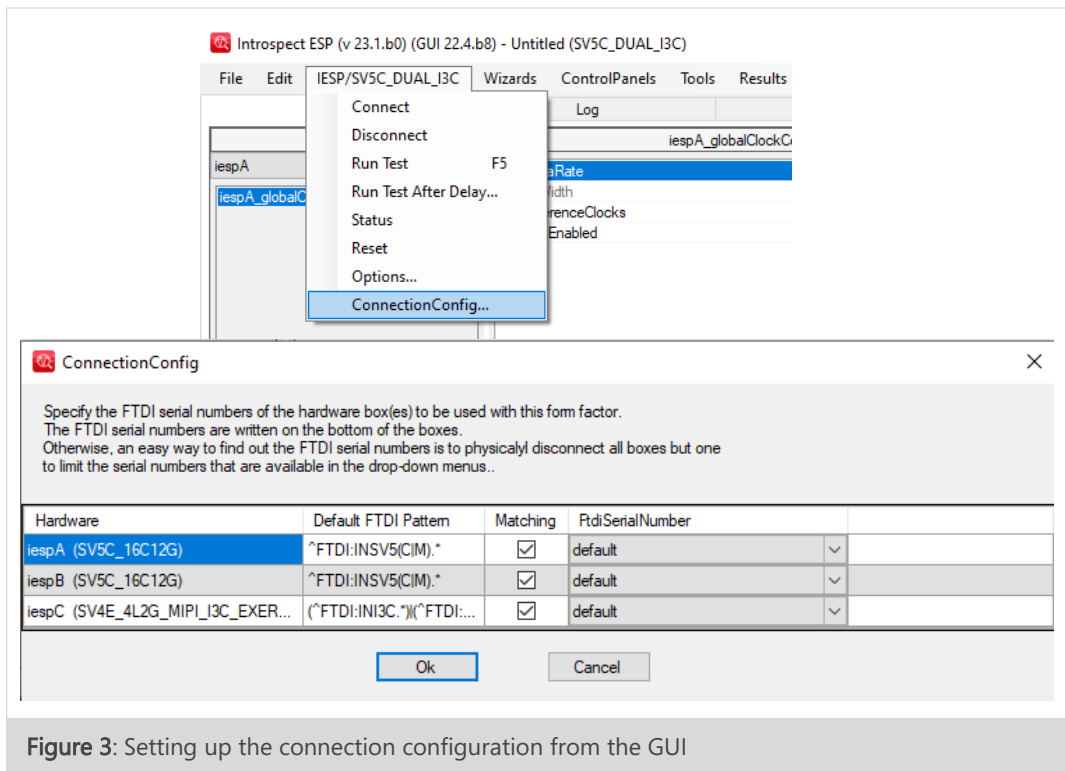 Introspect ESP (v 23.1.b0) (GUI 22.4.b8) - Untitled (SV5C_DUAL_I3C)
File Edit IESP/SV5C_DUAL_I3C Wizards ControlPanels Tools Results
Connect
Log
Disconnect
iespA_globalClockC
iespA
Run Test F5
aRate
iespA_globalC
Run Test After Delay...
idth
Status
erenceClocks
Enabled
Reset
Options...
ConnectionConfig...
ConnectionConfig
Specify the FTDI serial numbers of the hardware box(es) to be used with this form factor.
The FTDI serial numbers are written on the bottom of the boxes.
Otherwise, an easy way to find out the FTDI serial numbers is to physicalyl disconnect all boxes but one
to limit the serial numbers that are available in the drop-down menus..
Hardware Default FTDI Pattern Matching FtdiSerialNumber
iespA (SV5C_16C12G) ^FTDI:INSV5(C|M).* default
iespB (SV5C_16C12G) ^FTDI:INSV5(C|M).* default
iespC (SV4E_4L2G_MIPI_I3C_EXER... (^FTDI:INI3C.*)|(^FTDI:... default
Ok Cancel
Figure 3: Setting up the connection configuration from the GUI